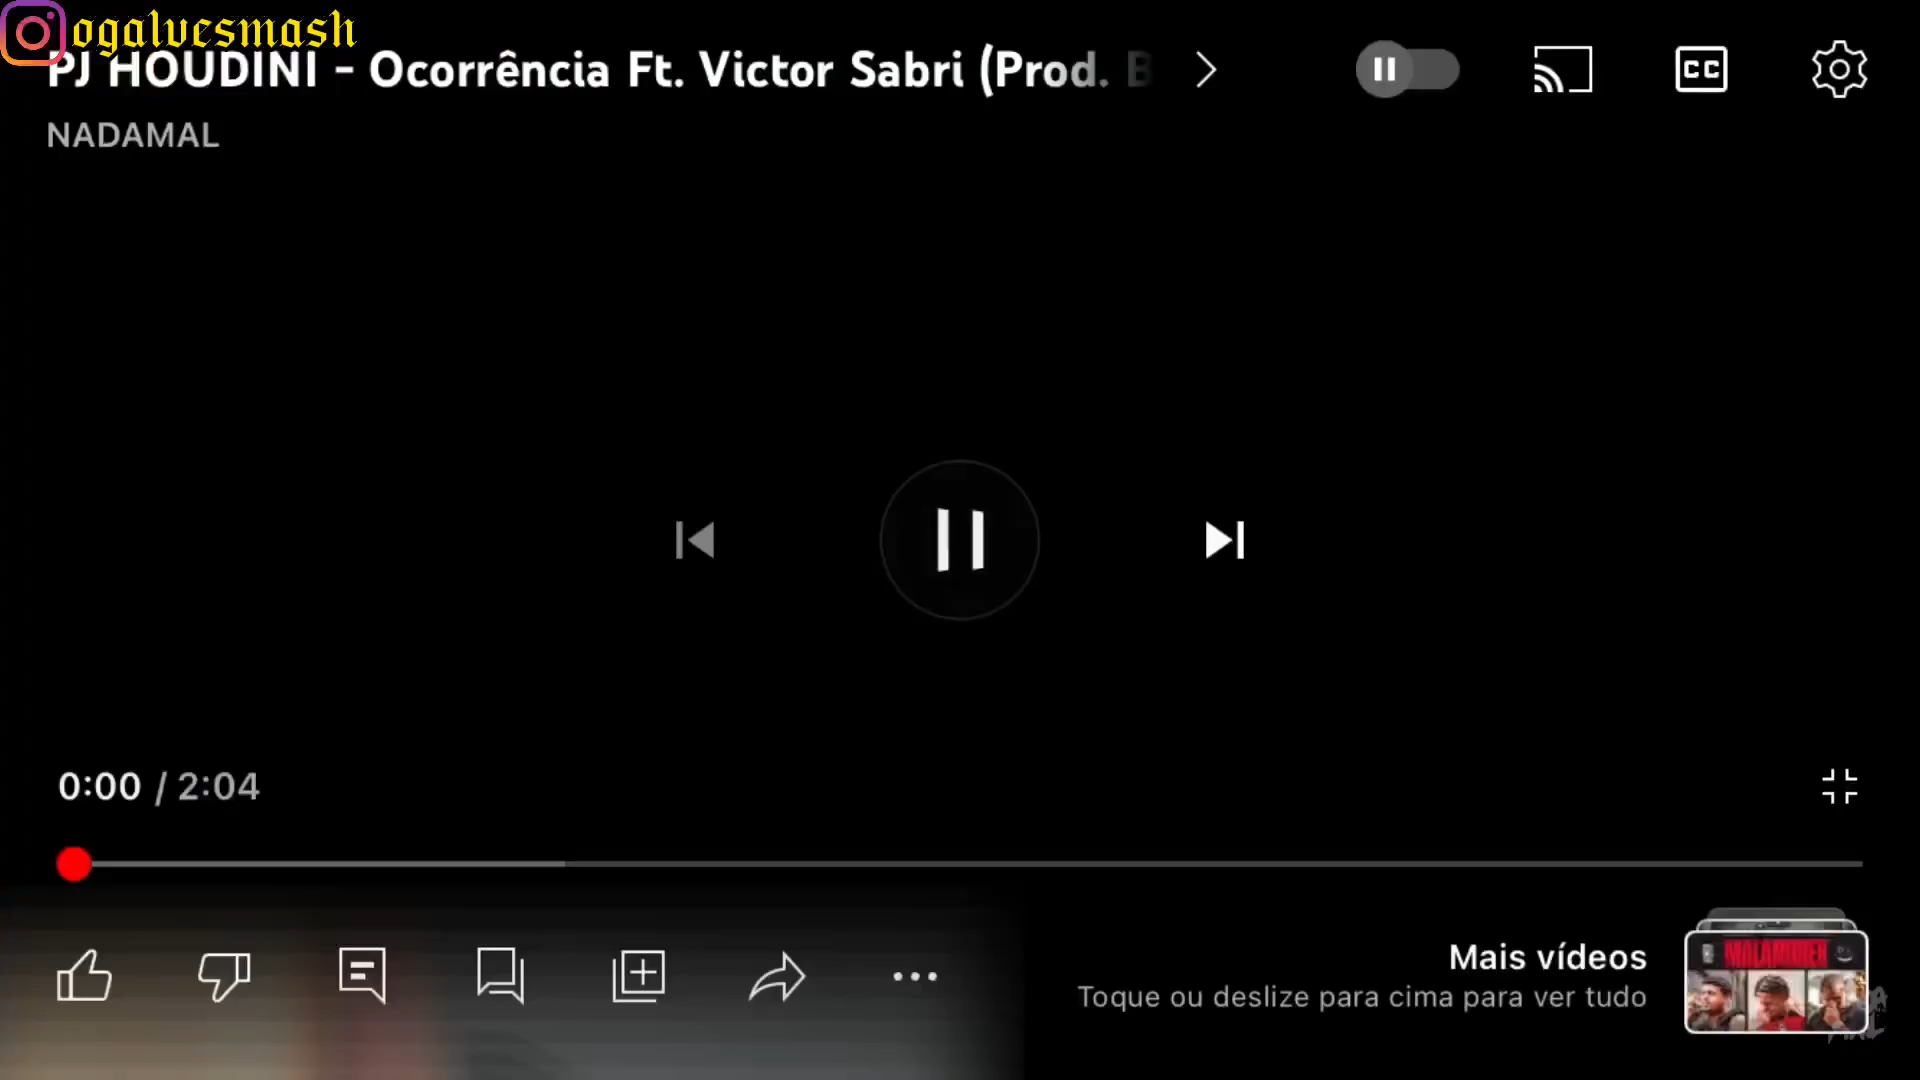 ogalvesmash
PJ HOUDINI - Ocorrência Ft. Victor Sabri (Prod. B
CC
NADAMAL
0:00 / 2:04
Mais vídeos
Toque ou deslize para cima para ver tudo